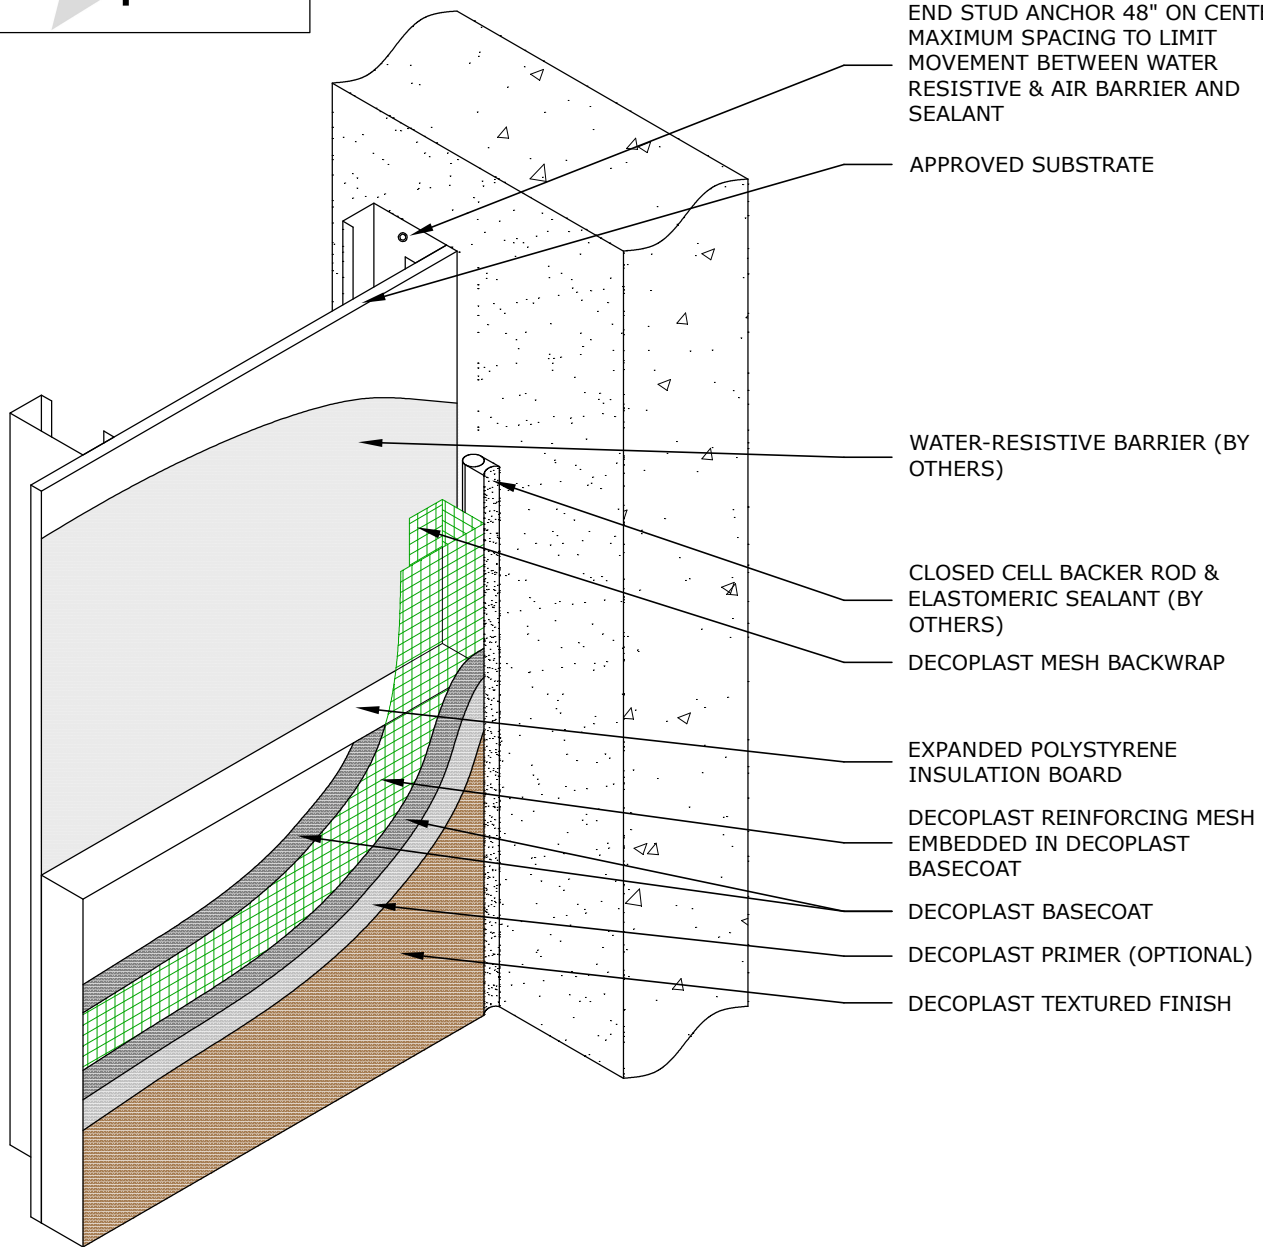 END STUD ANCHOR 48" ON
MAXIMUM SPACING TO LIMIT
MOVEMENT BETWEEN WATER
RESISTIVE & AIR BARRIER AND
SEALANT
APPROVED SUBSTRATE
WATER-RESISTIVE BARRIER (BY
OTHERS)
CLOSED CELL BACKER ROD &
ELASTOMERIC SEALANT (BY
OTHERS)
DECOPLAST MESH BACKWRAP
EXPANDED POLYSTYRENE
INSULATION BOARD
DECOPLAST REINFORCING MESH
EMBEDDED IN DECOPLAST
BASECOAT
DECOPLAST BASECOAT
DECOPLAST PRIMER (OPTIONAL)
DECOPLAST TEXTURED FINISH